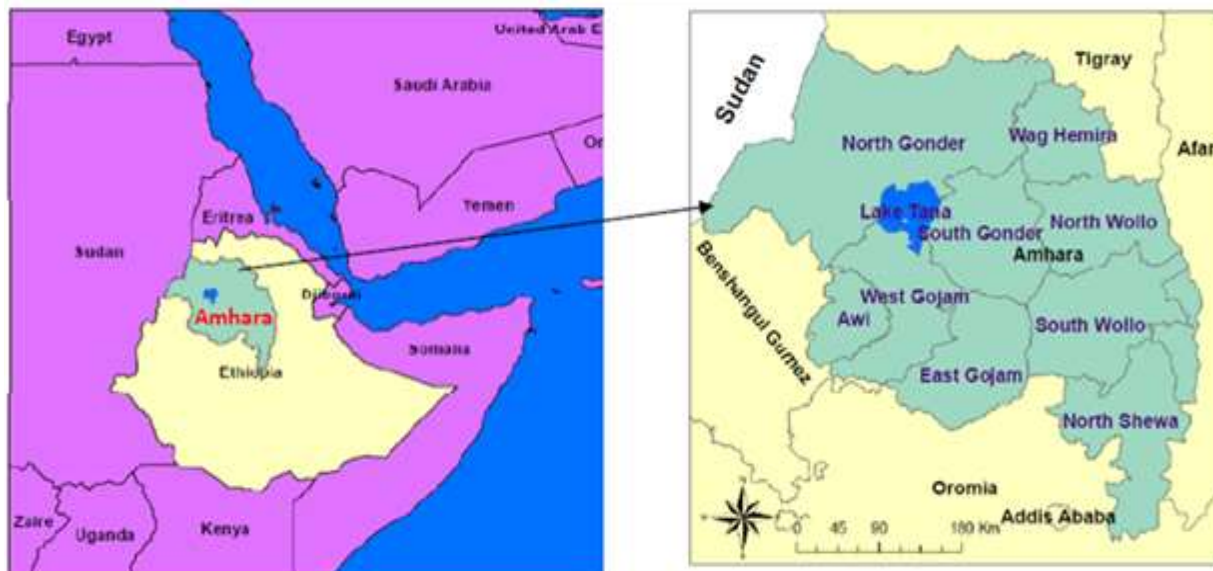 Egypt
United Arab E
Saudi Arabia
Or
Yemen
Eritrea
Sudan
Djibouti
Amhara
Somalia
Ethiopia
Zaire
Uganda
Kenya
Sudan
Tigray
Wag Hemira
North Gonder
Afar
Lake Tana
South Gonder
North Wollo
Amhara
Benshangul Gumez
West Gojam
Awi
South Wollo
East Gojam
North Shewa
Oromia
Addis Ababa
0 45 90 180 Km